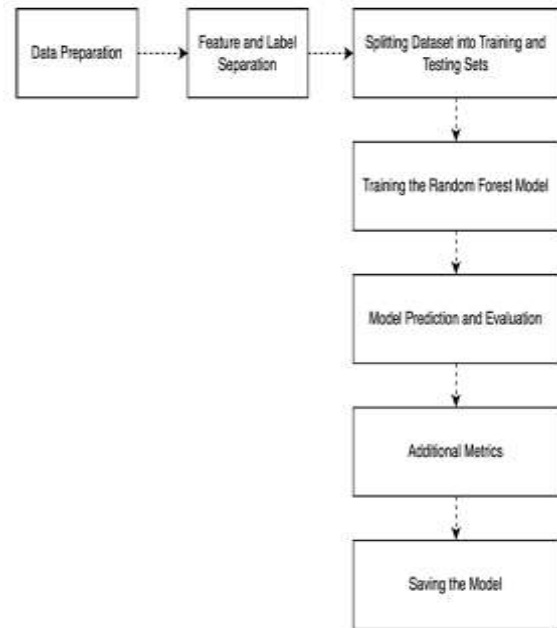 Data Preparation
Feature and Label
Separation
Splitting Dataset into Training and
Testing Sets
Training the Random Forest Model
Model Prediction and Evaluation
Additional Metrics
Saving the Model